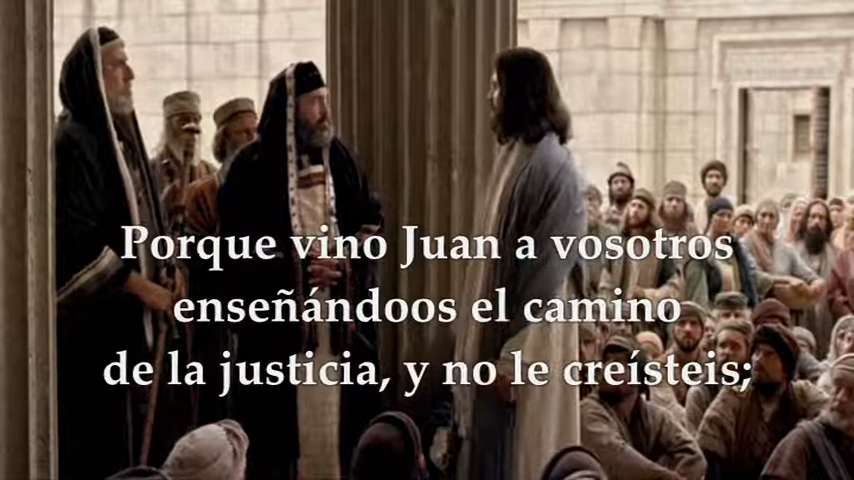 Porque vino Juan a vosotros
enseñándoos el camino
de la justicia, y no le creísteis;